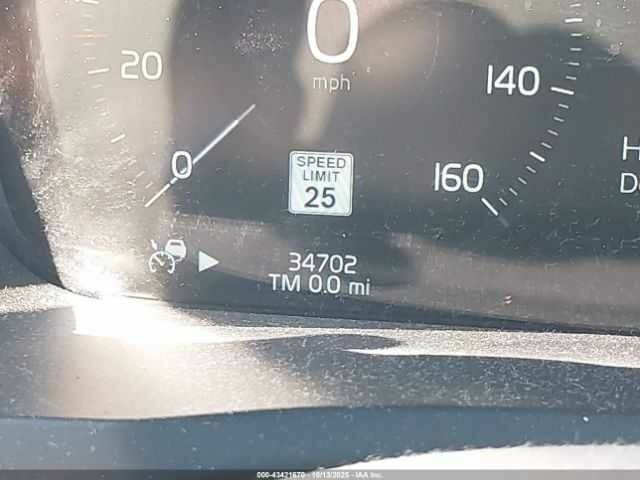 0
mph
20
140
0
SPEED
LIMIT
25
160
H
D
34702
TM 0.0 mi
000-43421670 - 10/13/2025 - IAA Inc.